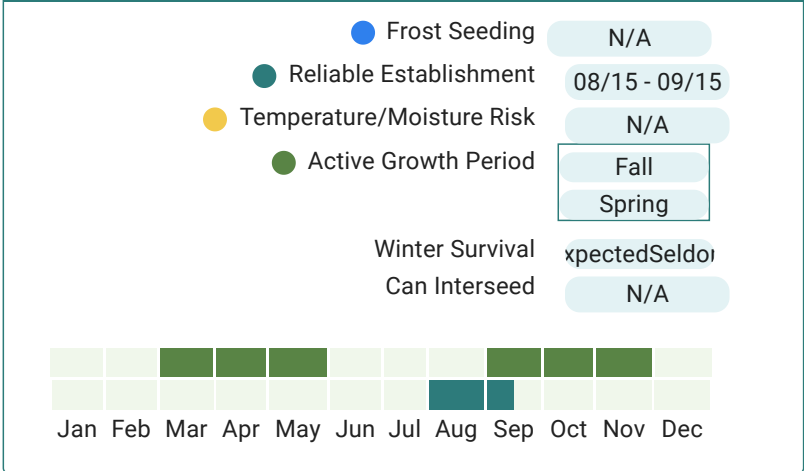 Frost Seeding N/A
Reliable Establishment 08/15 - 09/15
Temperature/Moisture Risk N/A
Active Growth Period Fall
Spring
Winter Survival xpectedSeldo
Can Interseed N/A
Jan Feb Mar Apr May Jun Jul Aug Sep Oct Nov Dec